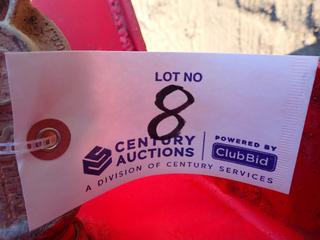 LOT NO
8
CENTURY AUCTIONS
POWERED BY
ClubBid
A DIVISION OF CENTURY SERVICES